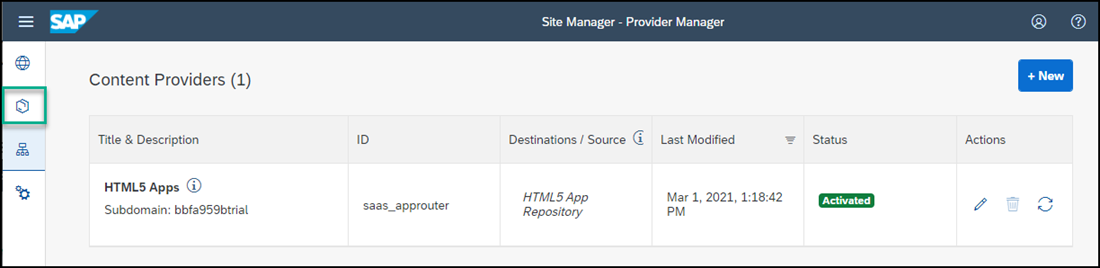 SAP
Site Manager - Provider Manager
Content Providers (1)
+ New
Title & Description
ID
Destinations / Source
Last Modified
Status
Actions
HTML5 Apps
Subdomain: bbfa959btrial
saas_approuter
HTML5 App
Repository
Mar 1, 2021, 1:18:42
PM
Activated